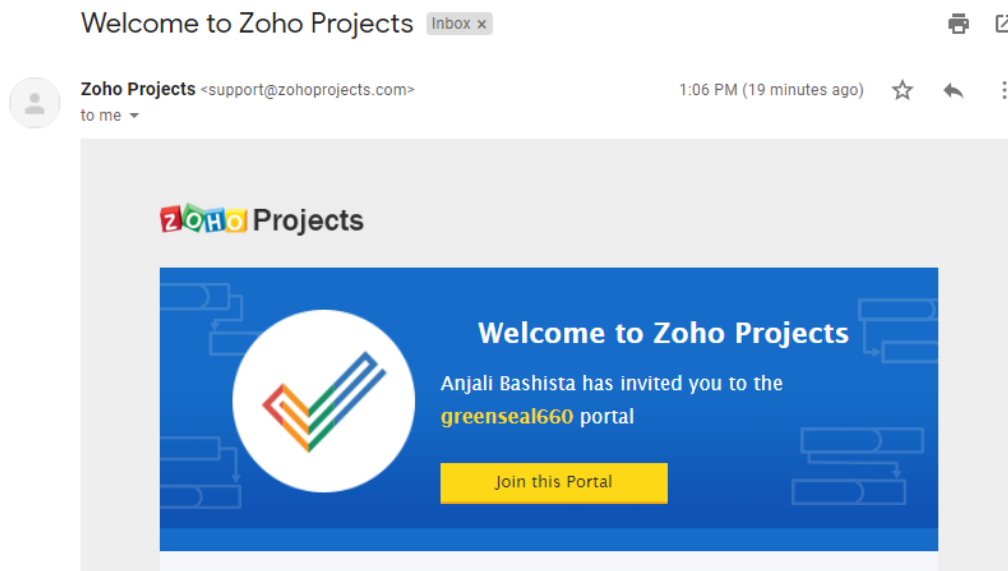 Welcome to Zoho Projects Inbox x
Zoho Projects <support@zohoprojects.com> 1:06 PM (19 minutes ago)
to me
ZOHO Projects
Welcome to Zoho Projects
Anjali Bashista has invited you to the
greenseal660 portal
Join this Portal